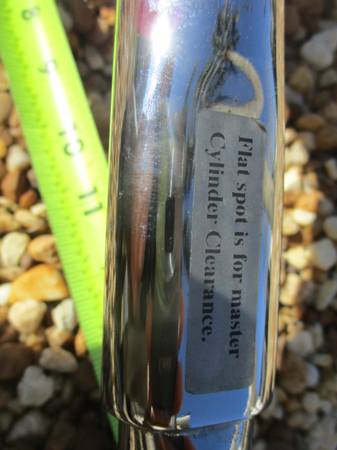 Flat spot is for master
Cylinder Clearance.
8
9
10
11